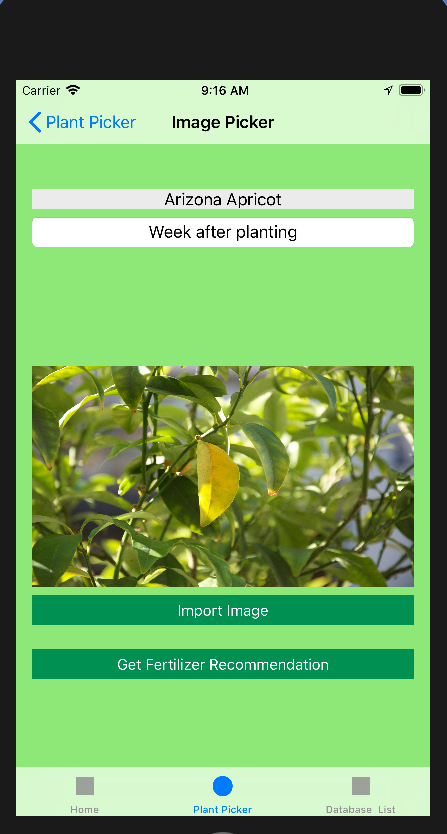 Carrier 9:16 AM
Plant Picker Image Picker
Arizona Apricot
Week after planting
Import Image
Get Fertilizer Recommendation
Home Plant Picker Database List